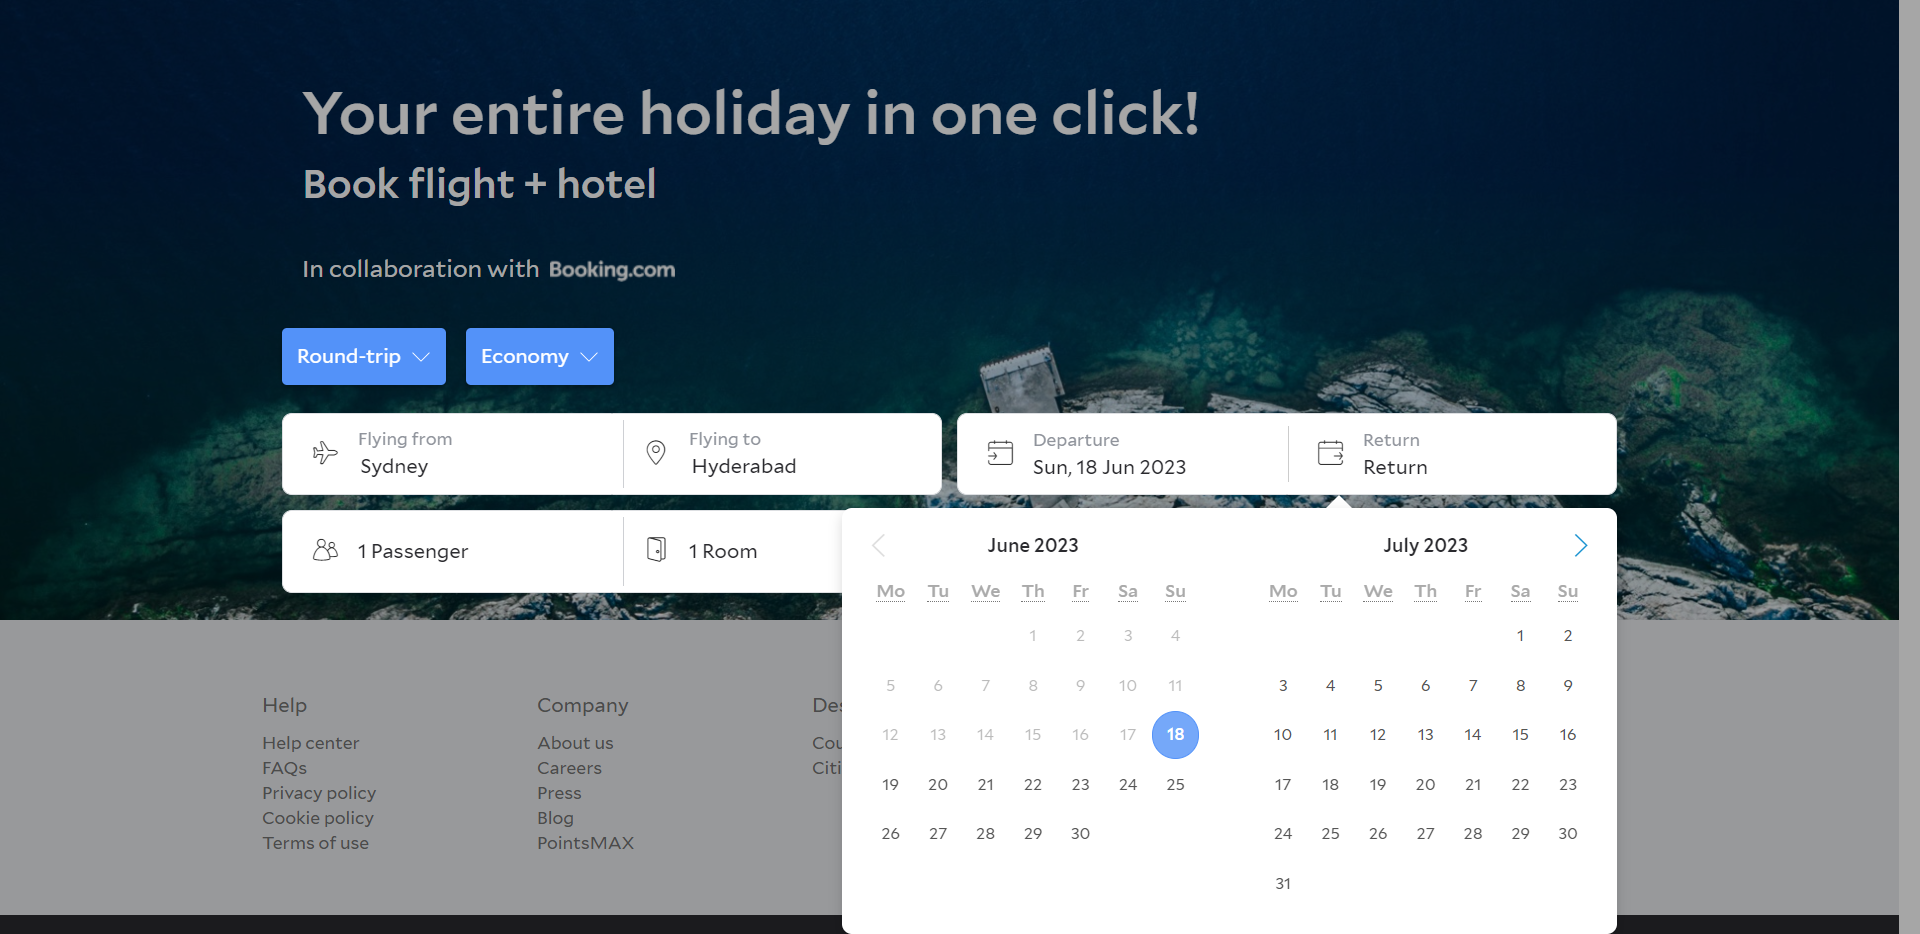 Your entire holiday in one click!
Book flight + hotel
In collaboration with Booking.com
Round-trip
Economy
Flying from
Sydney
Flying to
Hyderabad
Departure
Sun, 18 Jun 2023
Return
Return
1 Passenger
1 Room
June 2023
Mo Tu We Th Fr Sa Su
1 2 3 4
5 6 7 8 9 10 11
12 13 14 15 16 17 18
19 20 21 22 23 24 25
26 27 28 29 30
July 2023
Mo Tu We Th Fr Sa Su
1 2
3 4 5 6 7 8 9
10 11 12 13 14 15 16
17 18 19 20 21 22 23
24 25 26 27 28 29 30
31
Help
Help center
FAQs
Privacy policy
Cookie policy
Terms of use
Company
About us
Careers
Press
Blog
PointsMAX